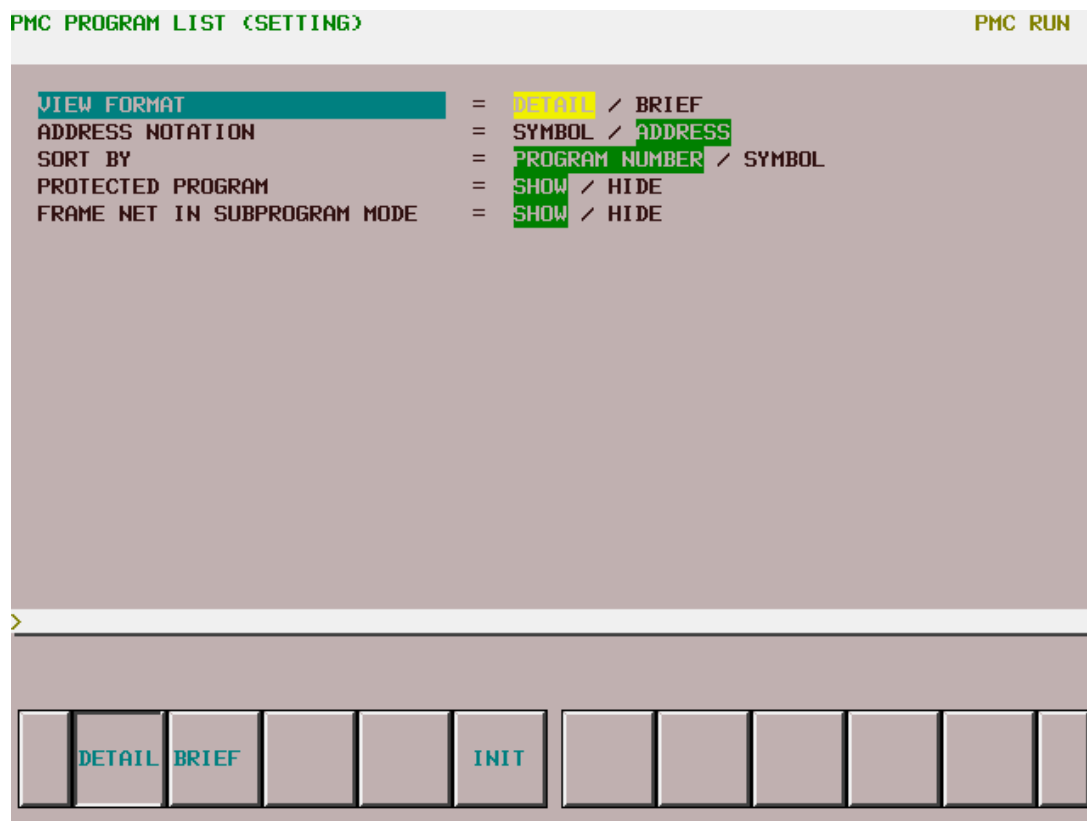 PMC PROGRAM LIST (SETTING) PMC RUN
VIEW FORMAT = DETAIL / BRIEF
ADDRESS NOTATION = SYMBOL / ADDRESS
SORT BY = PROGRAM NUMBER / SYMBOL
PROTECTED PROGRAM = SHOW / HIDE
FRAME NET IN SUBPROGRAM MODE = SHOW / HIDE
>
DETAIL BRIEF INIT